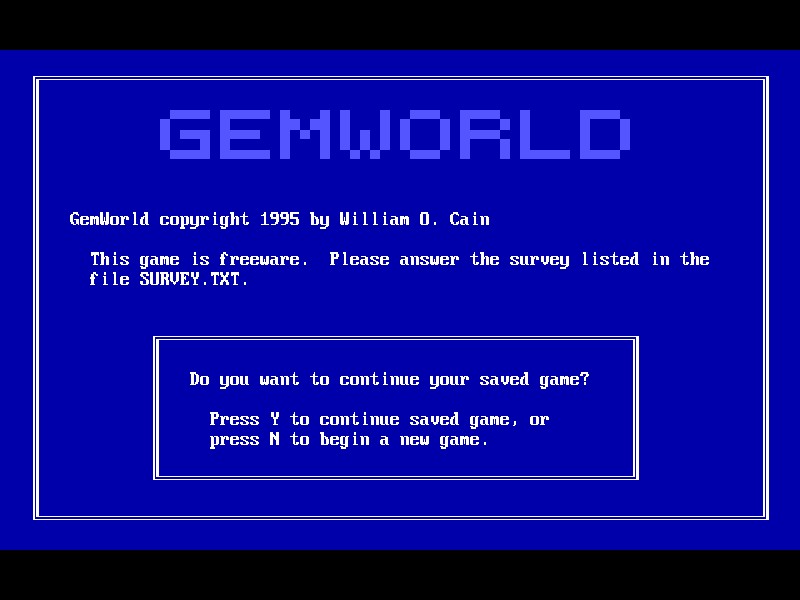 GEMWORLD
GemWorld copyright 1995 by William O. Cain
This game is freeware.  Please answer the survey listed in the
file SURVEY.TXT.
Do you want to continue your saved game?
Press Y to continue saved game, or
press N to begin a new game.